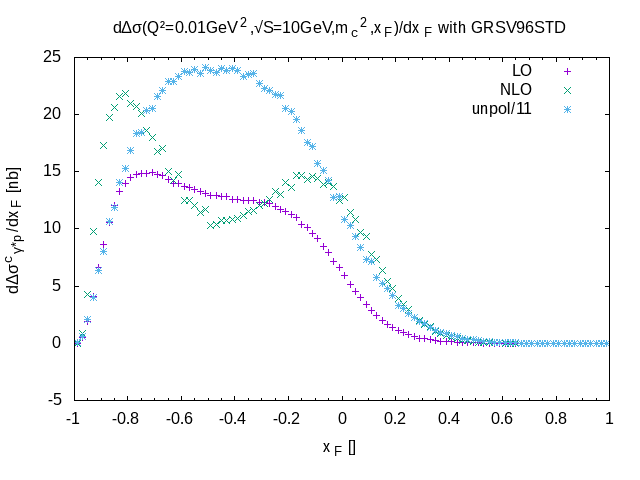 dΔσ(Q²=0.01GeV²,√S=10GeV,m_c²,x_F)/dx_F with GRSV96STD
LO
NLO
unpol/11
dΔσ^c_γ*p/dx_F [nb]
25
20
15
10
5
0
-5
-1 -0.8 -0.6 -0.4 -0.2 0 0.2 0.4 0.6 0.8 1
x_F []